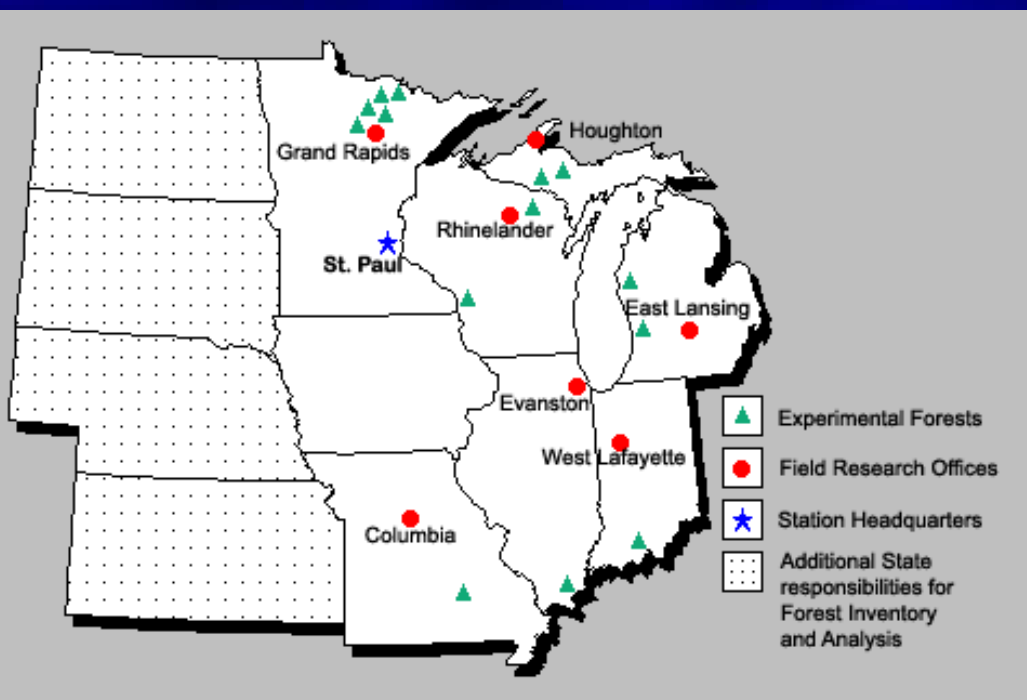 Houghton
Grand Rapids
Rhinelander
St. Paul
East Lansing
Evanston
West Lafayette
Columbia
Experimental Forests
Field Research Offices
Station Headquarters
Additional State
responsibilities for
Forest Inventory
and Analysis